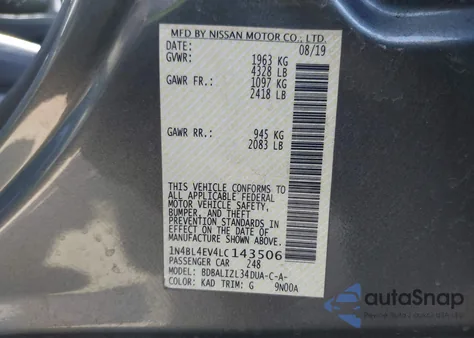 MFD BY NISSAN MOTOR CO., LTD.
DATE: 08/19
GVWR: 1963 KG
4328 LB
GAWR FR.: 1097 KG
2418 LB
GAWR RR.: 945 KG
2083 LB
THIS VEHICLE CONFORMS TO
ALL APPLICABLE FEDERAL
MOTOR VEHICLE SAFETY,
BUMPER, AND THEFT
PREVENTION STANDARDS IN
EFFECT ON THE DATE OF
MANUFACTURE SHOWN ABOVE.
1N4BL4EV4LC143506
PASSENGER CAR 248
MODEL: BDBALIZL34DUA-C-A-
COLOR: KAD TRIM: G 9N00A
autoSnap